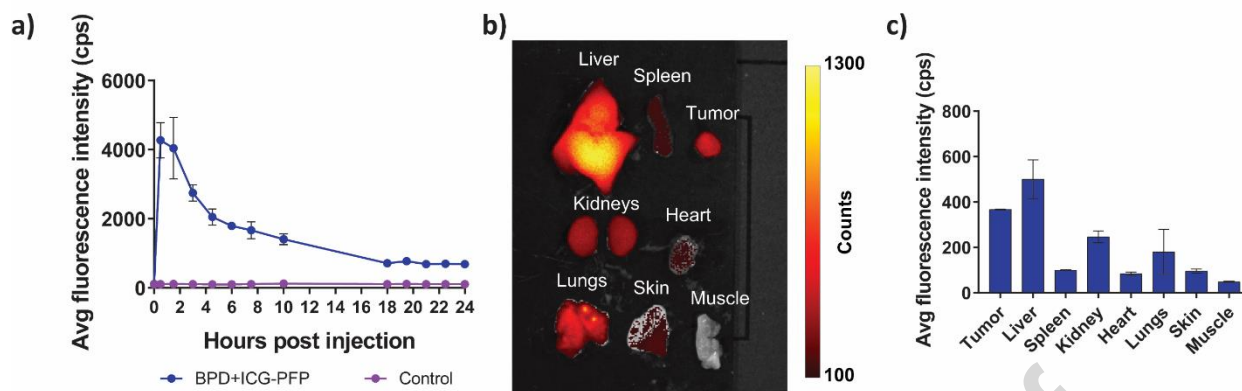 a)
Avg fluorescence intensity (cps)
6000
4000
2000
0
0 2 4 6 8 10 12 14 16 18 20 22 24
Hours post injection
BPD+ICG-PFP
Control
b)
Liver
Spleen
Tumor
Kidneys
Heart
Lungs
Skin
Muscle
1300
Counts
100
c)
Avg fluorescence intensity (cps)
800
600
400
200
0
Tumor
Liver
Spleen
Kidney
Heart
Lungs
Skin
Muscle
c